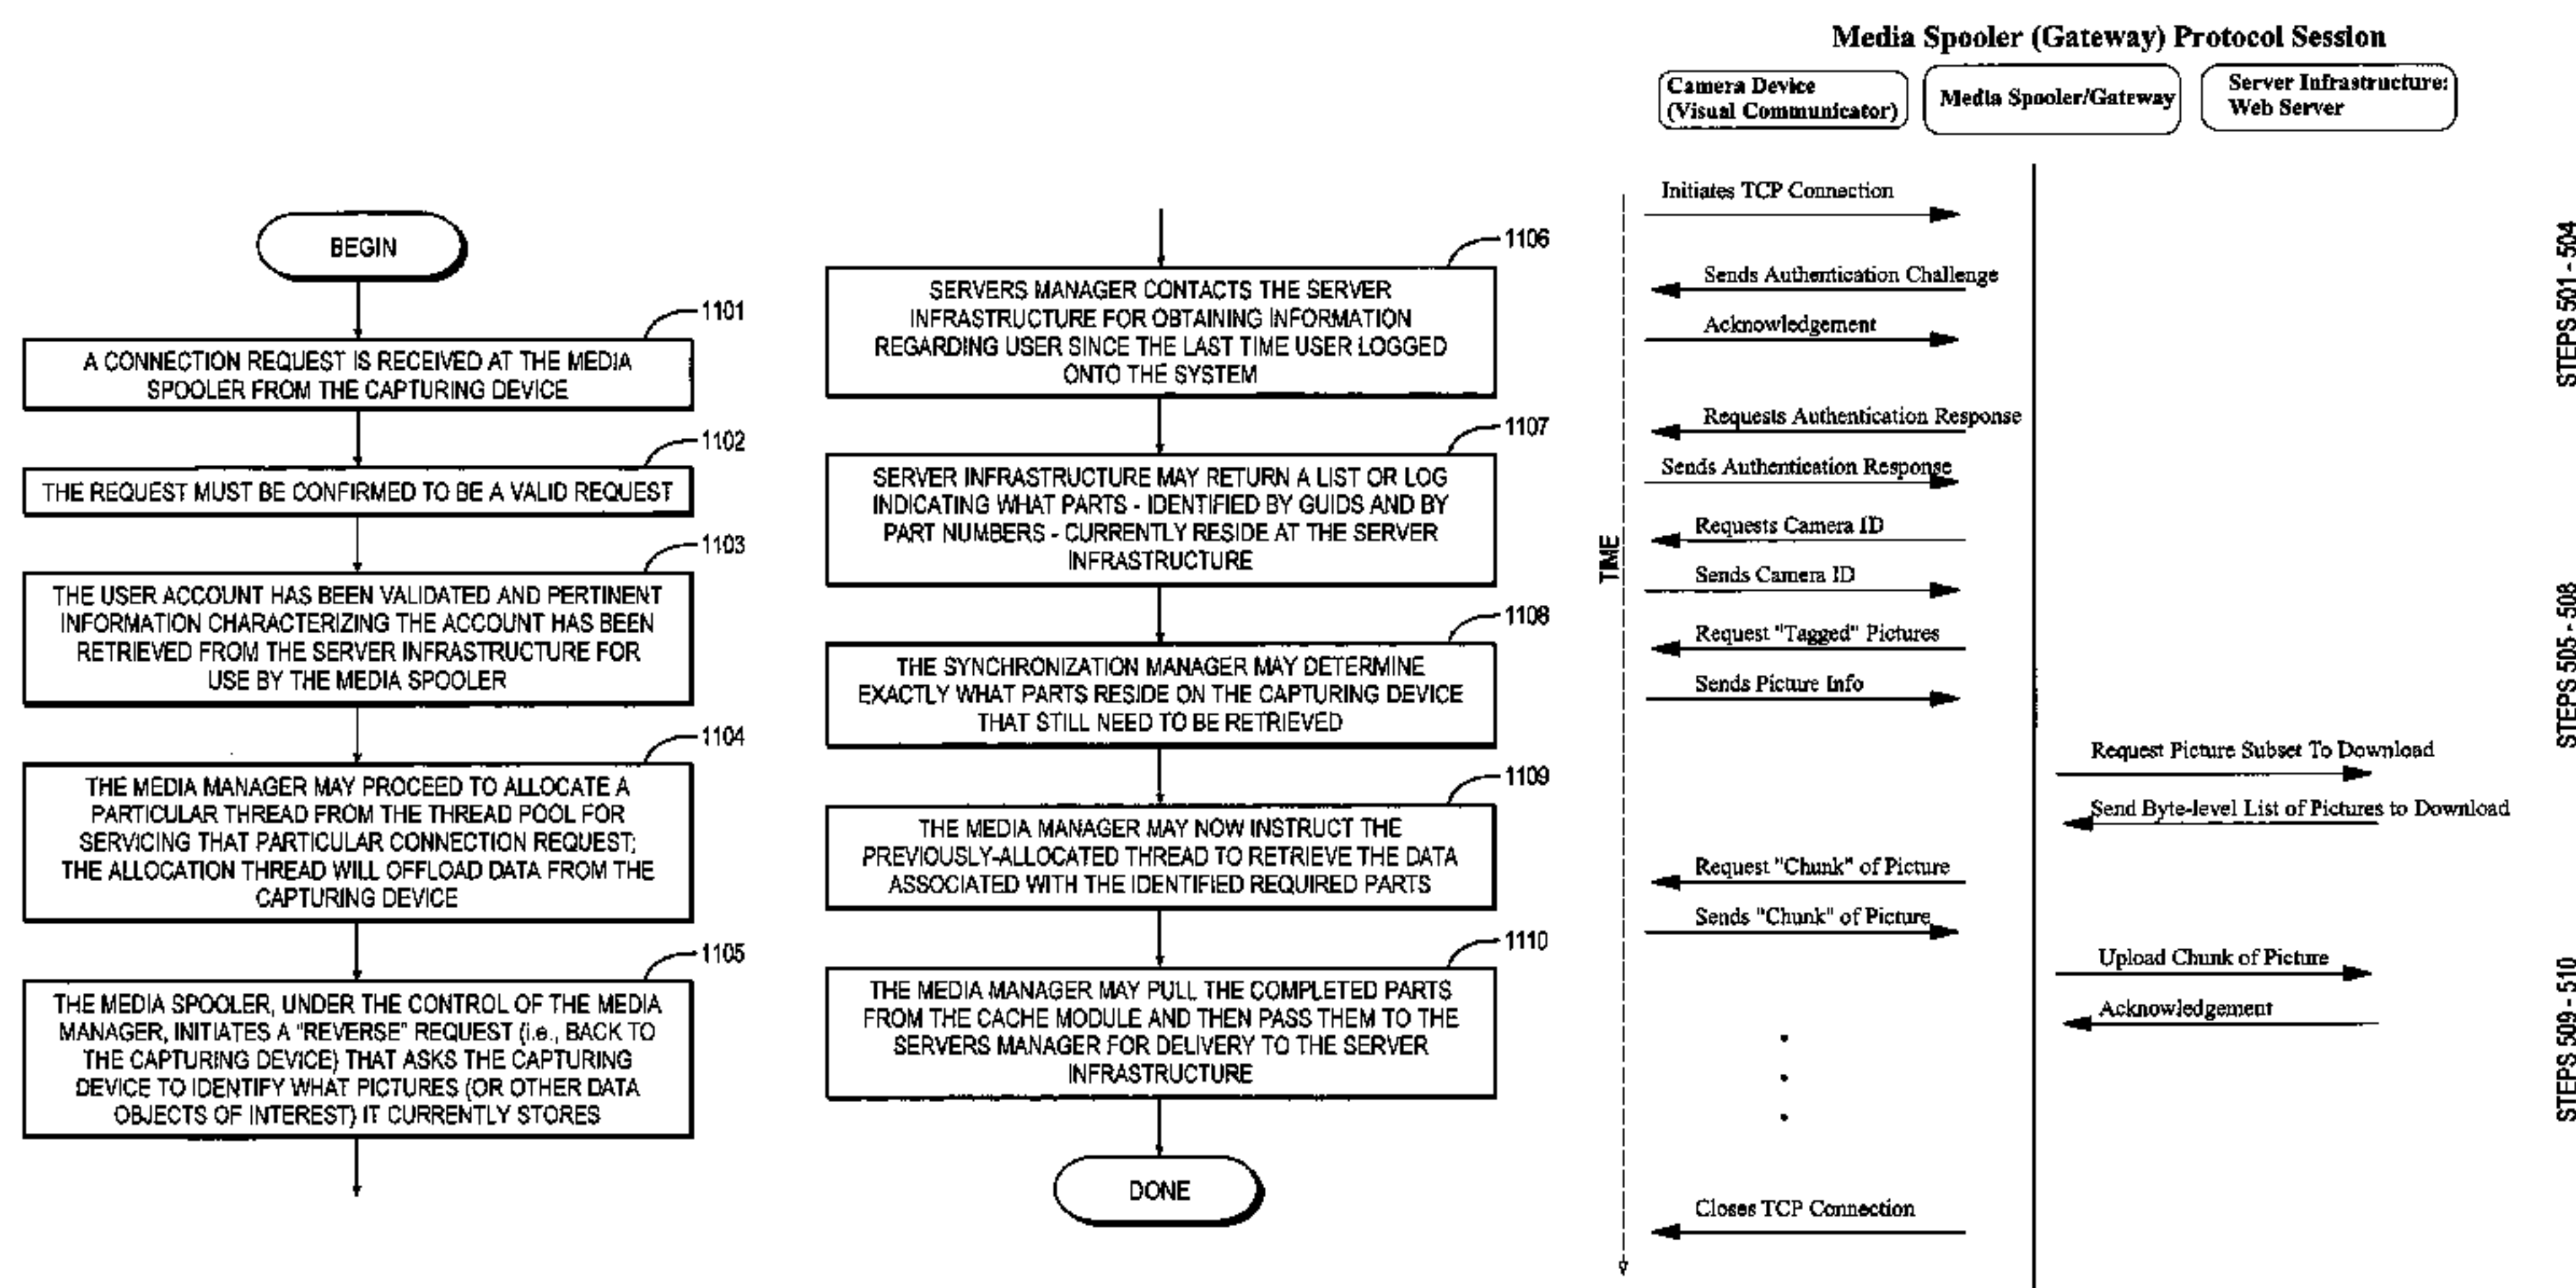 BEGIN
1101
A CONNECTION REQUEST IS RECEIVED AT THE MEDIA
SPOOLER FROM THE CAPTURING DEVICE
1102
THE REQUEST MUST BE CONFIRMED TO BE A VALID REQUEST
1103
THE USER ACCOUNT HAS BEEN VALIDATED AND PERTINENT
INFORMATION CHARACTERIZING THE ACCOUNT HAS BEEN
RETRIEVED FROM THE SERVER INFRASTRUCTURE FOR
USE BY THE MEDIA SPOOLER
1104
THE MEDIA MANAGER MAY PROCEED TO ALLOCATE A
PARTICULAR THREAD FROM THE THREAD POOL FOR
SERVICING THAT PARTICULAR CONNECTION REQUEST;
THE ALLOCATION THREAD WILL OFFLOAD DATA FROM THE
CAPTURING DEVICE
1105
THE MEDIA SPOOLER, UNDER THE CONTROL OF THE MEDIA
MANAGER, INITIATES A "REVERSE" REQUEST (i.e., BACK TO
THE CAPTURING DEVICE) THAT ASKS THE CAPTURING
DEVICE TO IDENTIFY WHAT PICTURES (OR OTHER DATA
OBJECTS OF INTEREST) IT CURRENTLY STORES
1106
SERVERS MANAGER CONTACTS THE SERVER
INFRASTRUCTURE FOR OBTAINING INFORMATION
REGARDING USER SINCE THE LAST TIME USER LOGGED
ONTO THE SYSTEM
1107
SERVER INFRASTRUCTURE MAY RETURN A LIST OR LOG
INDICATING WHAT PARTS - IDENTIFIED BY GUIDS AND BY
PART NUMBERS - CURRENTLY RESIDE AT THE SERVER
INFRASTRUCTURE
1108
THE SYNCHRONIZATION MANAGER MAY DETERMINE
EXACTLY WHAT PARTS RESIDE ON THE CAPTURING DEVICE
THAT STILL NEED TO BE RETRIEVED
1109
THE MEDIA MANAGER MAY NOW INSTRUCT THE
PREVIOUSLY-ALLOCATED THREAD TO RETRIEVE THE DATA
ASSOCIATED WITH THE IDENTIFIED REQUIRED PARTS
1110
THE MEDIA MANAGER MAY PULL THE COMPLETED PARTS
FROM THE CACHE MODULE AND THEN PASS THEM TO THE
SERVERS MANAGER FOR DELIVERY TO THE SERVER
INFRASTRUCTURE
DONE
Media Spooler (Gateway) Protocol Session
Camera Device
(Visual Communicator)
Media Spooler/Gateway
Server Infrastructure:
Web Server
TIME
Initiates TCP Connection
Sends Authentication Challenge
Acknowledgement
Requests Authentication Response
Sends Authentication Response
Requests Camera ID
Sends Camera ID
Request "Tagged" Pictures
Sends Picture Info
Request Picture Subset To Download
Send Byte-level List of Pictures to Download
Request "Chunk" of Picture
Sends "Chunk" of Picture
Upload Chunk of Picture
Acknowledgement
Closes TCP Connection
STEPS 501 - 504
STEPS 505 - 508
STEPS 509 - 510